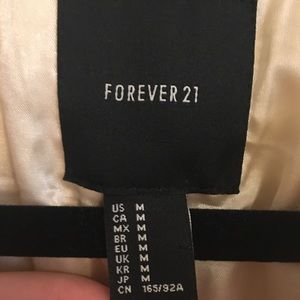 FOREVER 21
US M
CA M
MX M
BR M
EU M
UK M
KR M
JP M
CN 165/92A